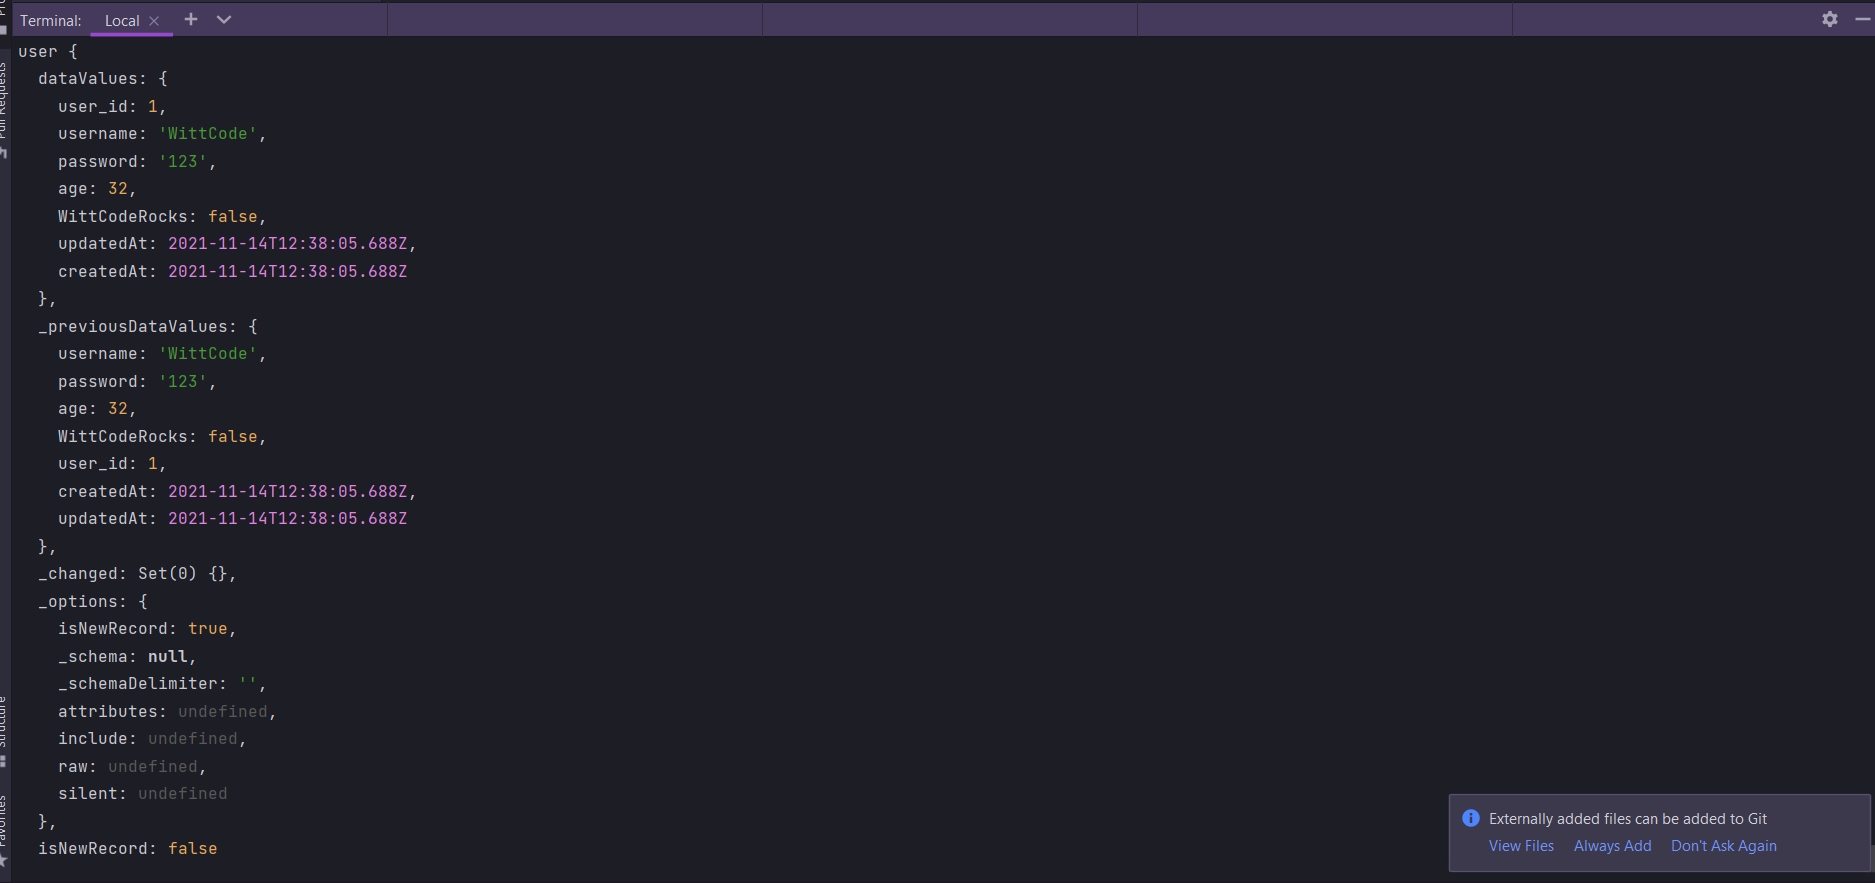 Terminal: Local × +
user {
dataValues: {
user_id: 1,
username: 'WittCode',
password: '123',
age: 32,
WittCodeRocks: false,
updatedAt: 2021-11-14T12:38:05.688Z,
createdAt: 2021-11-14T12:38:05.688Z
},
_previousDataValues: {
username: 'WittCode',
password: '123',
age: 32,
WittCodeRocks: false,
user_id: 1,
createdAt: 2021-11-14T12:38:05.688Z,
updatedAt: 2021-11-14T12:38:05.688Z
},
_changed: Set(0) {},
_options: {
isNewRecord: true,
_schema: null,
_schemaDelimiter: '',
attributes: undefined,
include: undefined,
raw: undefined,
silent: undefined
},
isNewRecord: false
Pull Requests
Structure
Favorites
Externally added files can be added to Git
View Files Always Add Don't Ask Again